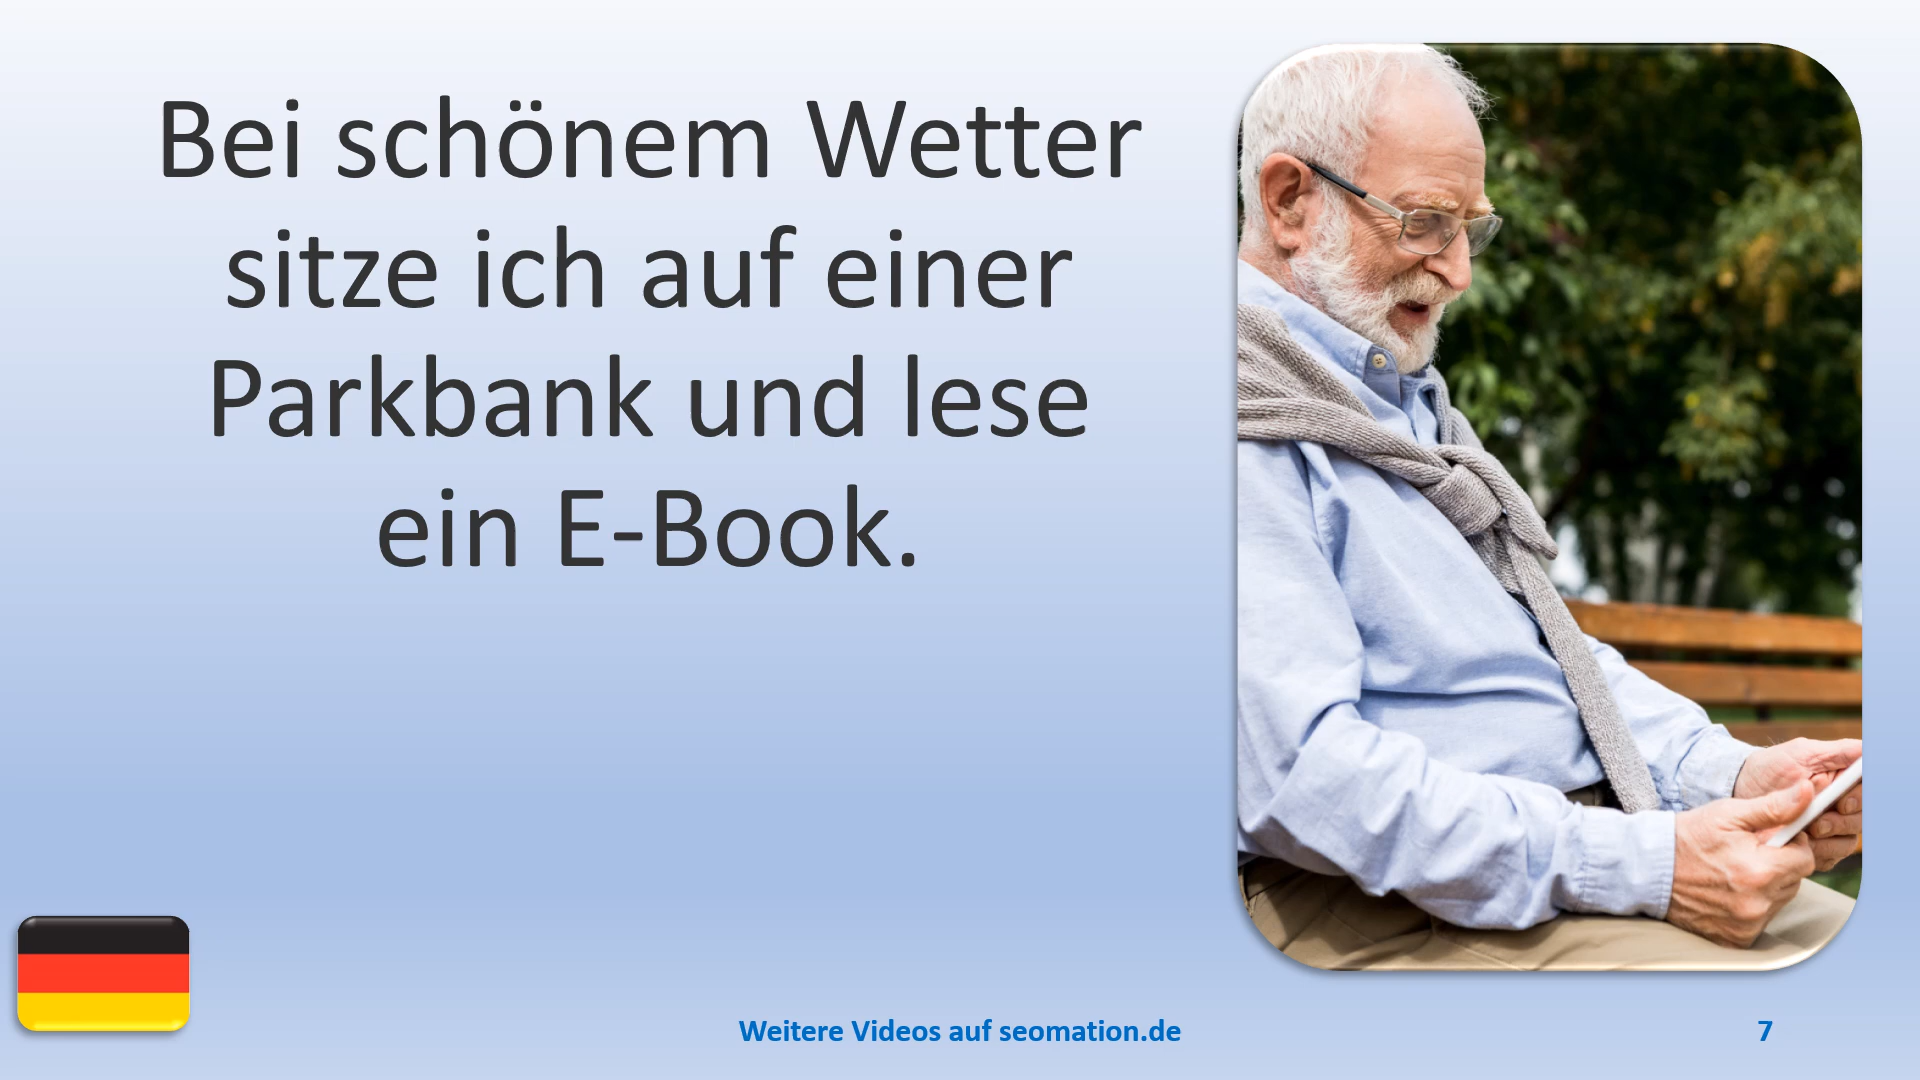 Bei schönem Wetter
sitze ich auf einer
Parkbank und lese
ein E-Book.
Weitere Videos auf seomation.de
7